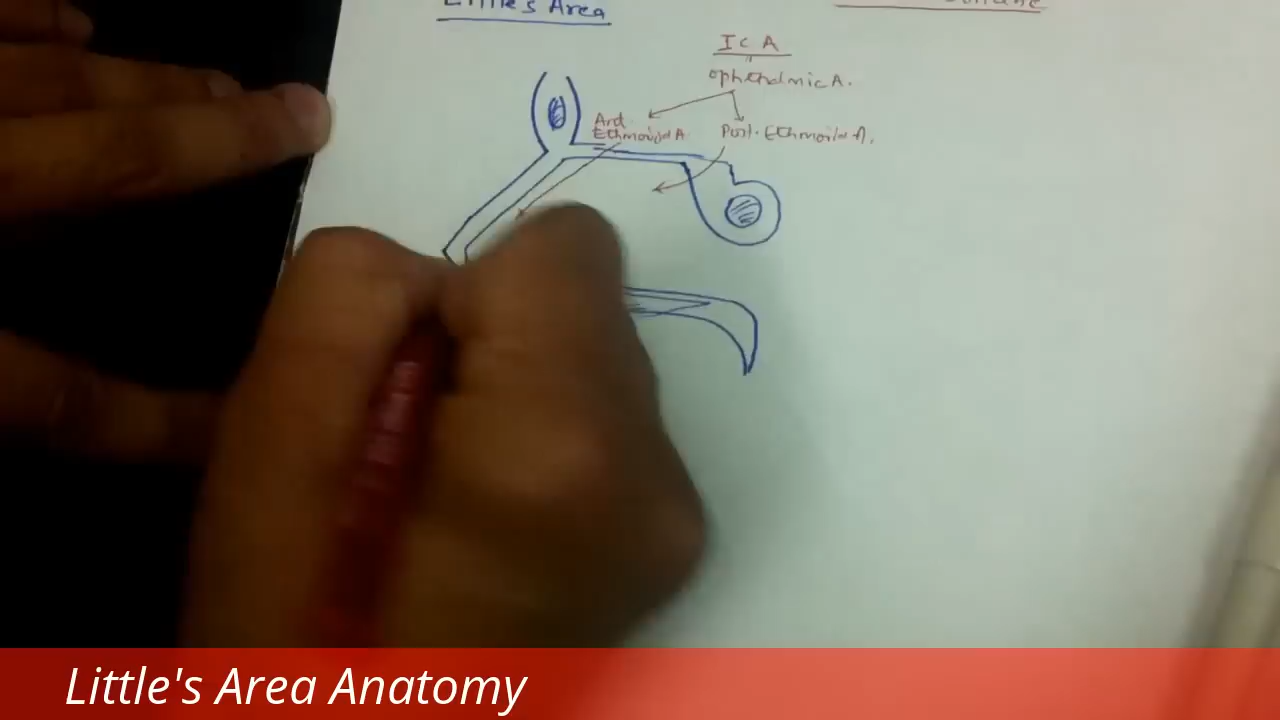 Little's Area
IcA
ophthalmic A.
Ant.
Ethmoidal A
Post. Ethmoidal A.
Little's Area Anatomy